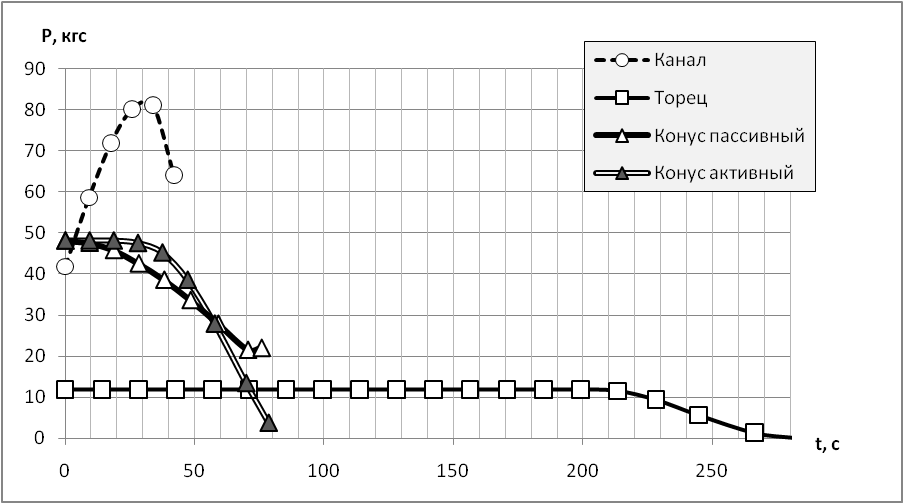 P, кгс
Канал
Торец
Конус пассивный
Конус активный
90
80
70
60
50
40
30
20
10
0
0 50 100 150 200 250
t, с